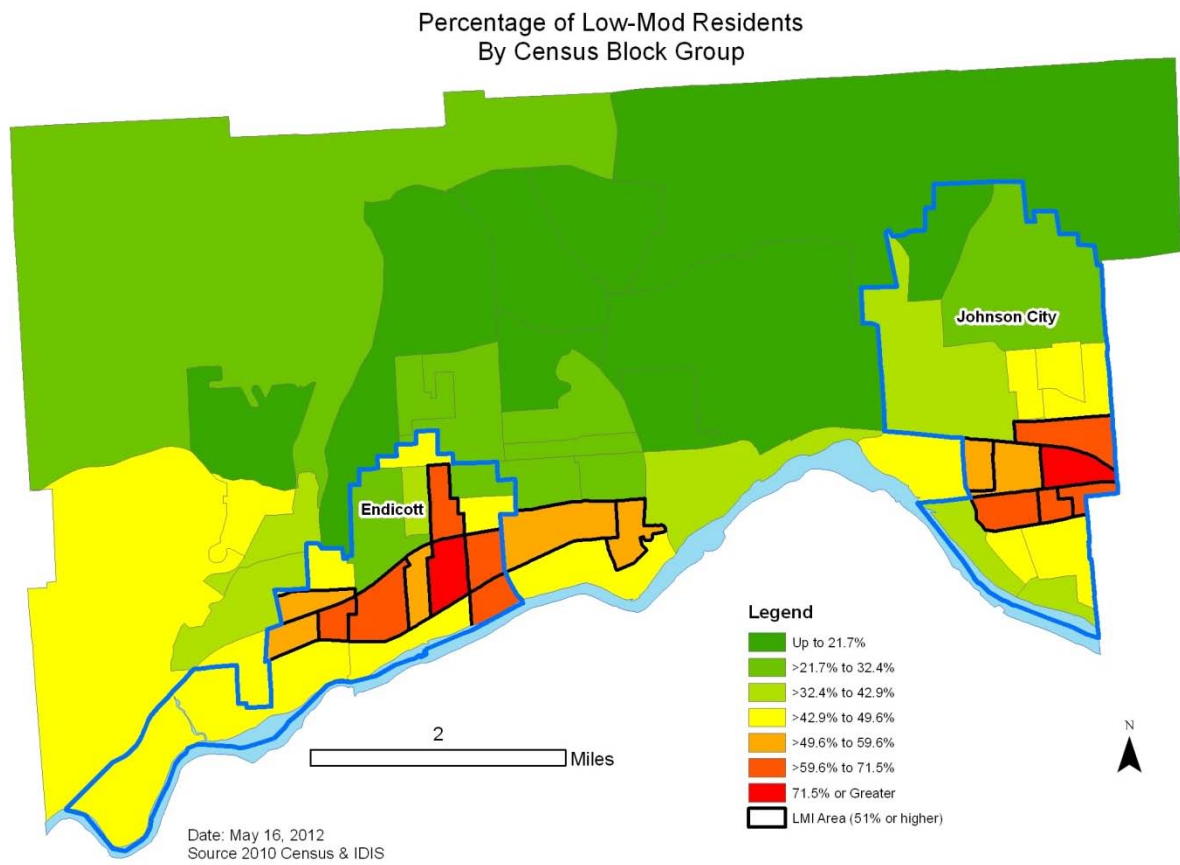 Percentage of Low-Mod Residents
By Census Block Group
Johnson City
Endicott
Legend
Up to 21.7%
>21.7% to 32.4%
>32.4% to 42.9%
>42.9% to 49.6%
>49.6% to 59.6%
>59.6% to 71.5%
71.5% or Greater
LMI Area (51% or higher)
2
Miles
N
Date: May 16, 2012
Source 2010 Census & IDIS